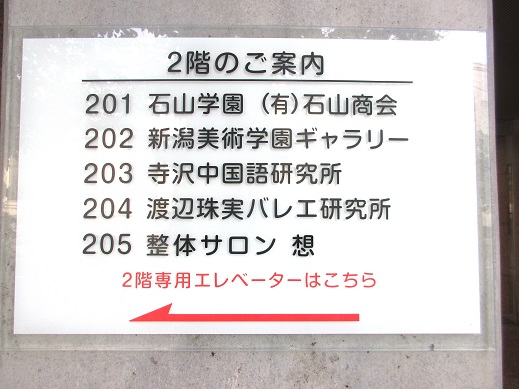 2階のご案内
201 石山学園 (有)石山商会
202 新潟美術学園ギャラリー
203 寺沢中国語研究所
204 渡辺珠実バレエ研究所
205 整体サロン 想
2階専用エレベーターはこちら